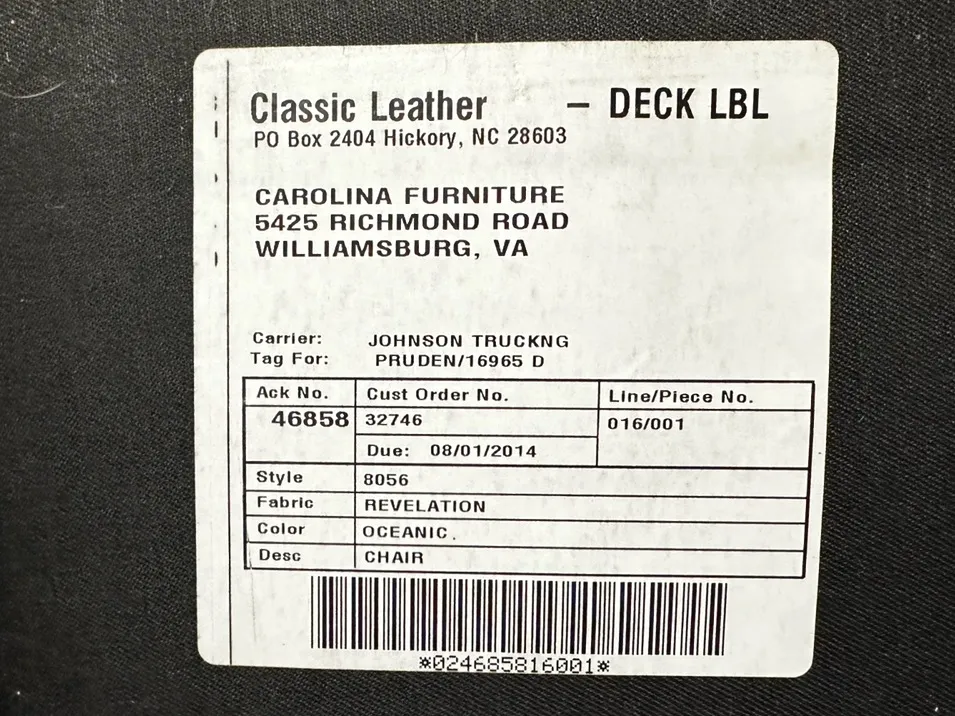 Classic Leather - DECK LBL
PO Box 2404 Hickory, NC 28603
CAROLINA FURNITURE
5425 RICHMOND ROAD
WILLIAMSBURG, VA
Carrier: JOHNSON TRUCKNG
Tag For: PRUDEN/16965 D
Ack No. Cust Order No. Line/Piece No.
46858 32746 016/001
Due: 08/01/2014
Style 8056
Fabric REVELATION
Color OCEANIC.
Desc CHAIR
*024685816001*